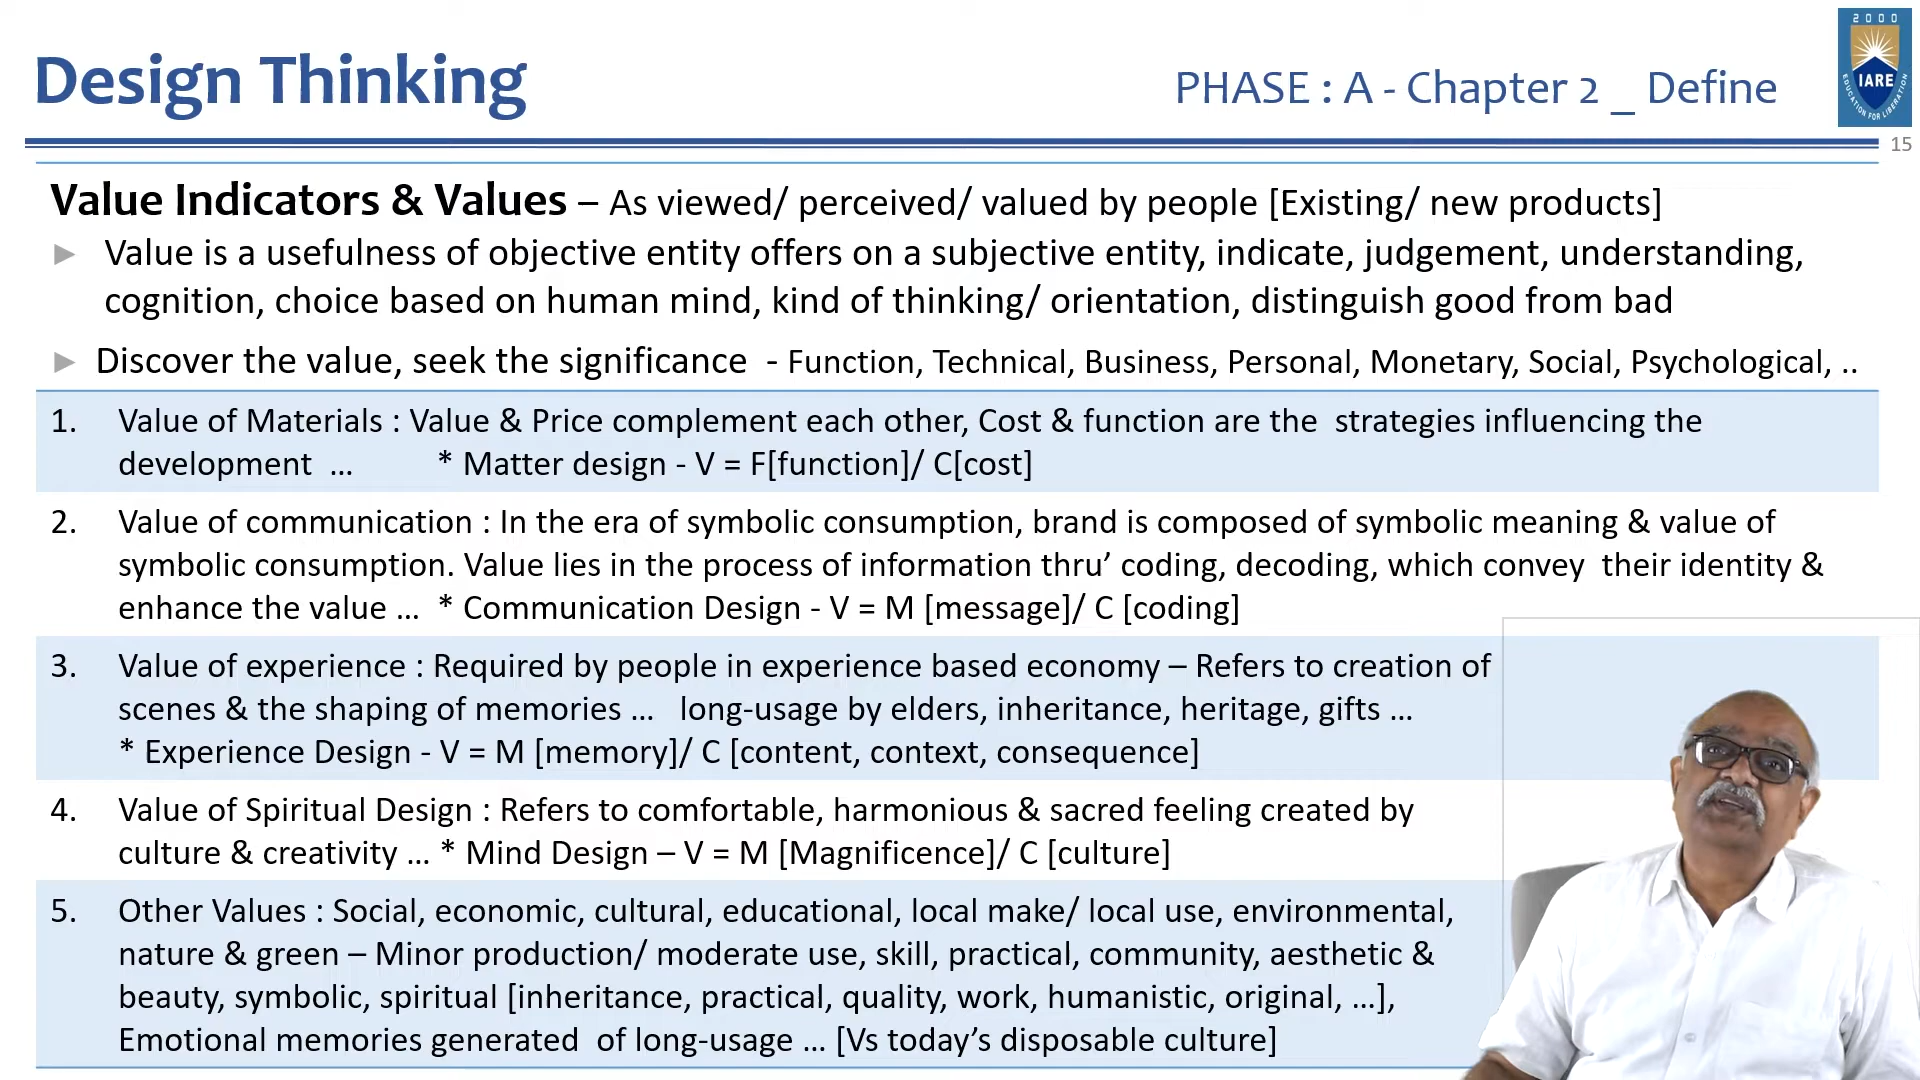 Design Thinking
PHASE : A - Chapter 2 _ Define
2000
IARE
EDUCATION FOR LIBERATION
15
Value Indicators & Values – As viewed/ perceived/ valued by people [Existing/ new products]
► Value is a usefulness of objective entity offers on a subjective entity, indicate, judgement, understanding,
cognition, choice based on human mind, kind of thinking/ orientation, distinguish good from bad
► Discover the value, seek the significance - Function, Technical, Business, Personal, Monetary, Social, Psychological, ..
1. Value of Materials : Value & Price complement each other, Cost & function are the strategies influencing the
development … * Matter design - V = F[function]/ C[cost]
2. Value of communication : In the era of symbolic consumption, brand is composed of symbolic meaning & value of
symbolic consumption. Value lies in the process of information thru’ coding, decoding, which convey their identity &
enhance the value … * Communication Design - V = M [message]/ C [coding]
3. Value of experience : Required by people in experience based economy – Refers to creation of
scenes & the shaping of memories … long-usage by elders, inheritance, heritage, gifts …
* Experience Design - V = M [memory]/ C [content, context, consequence]
4. Value of Spiritual Design : Refers to comfortable, harmonious & sacred feeling created by
culture & creativity … * Mind Design – V = M [Magnificence]/ C [culture]
5. Other Values : Social, economic, cultural, educational, local make/ local use, environmental,
nature & green – Minor production/ moderate use, skill, practical, community, aesthetic &
beauty, symbolic, spiritual [inheritance, practical, quality, work, humanistic, original, …],
Emotional memories generated of long-usage … [Vs today’s disposable culture]